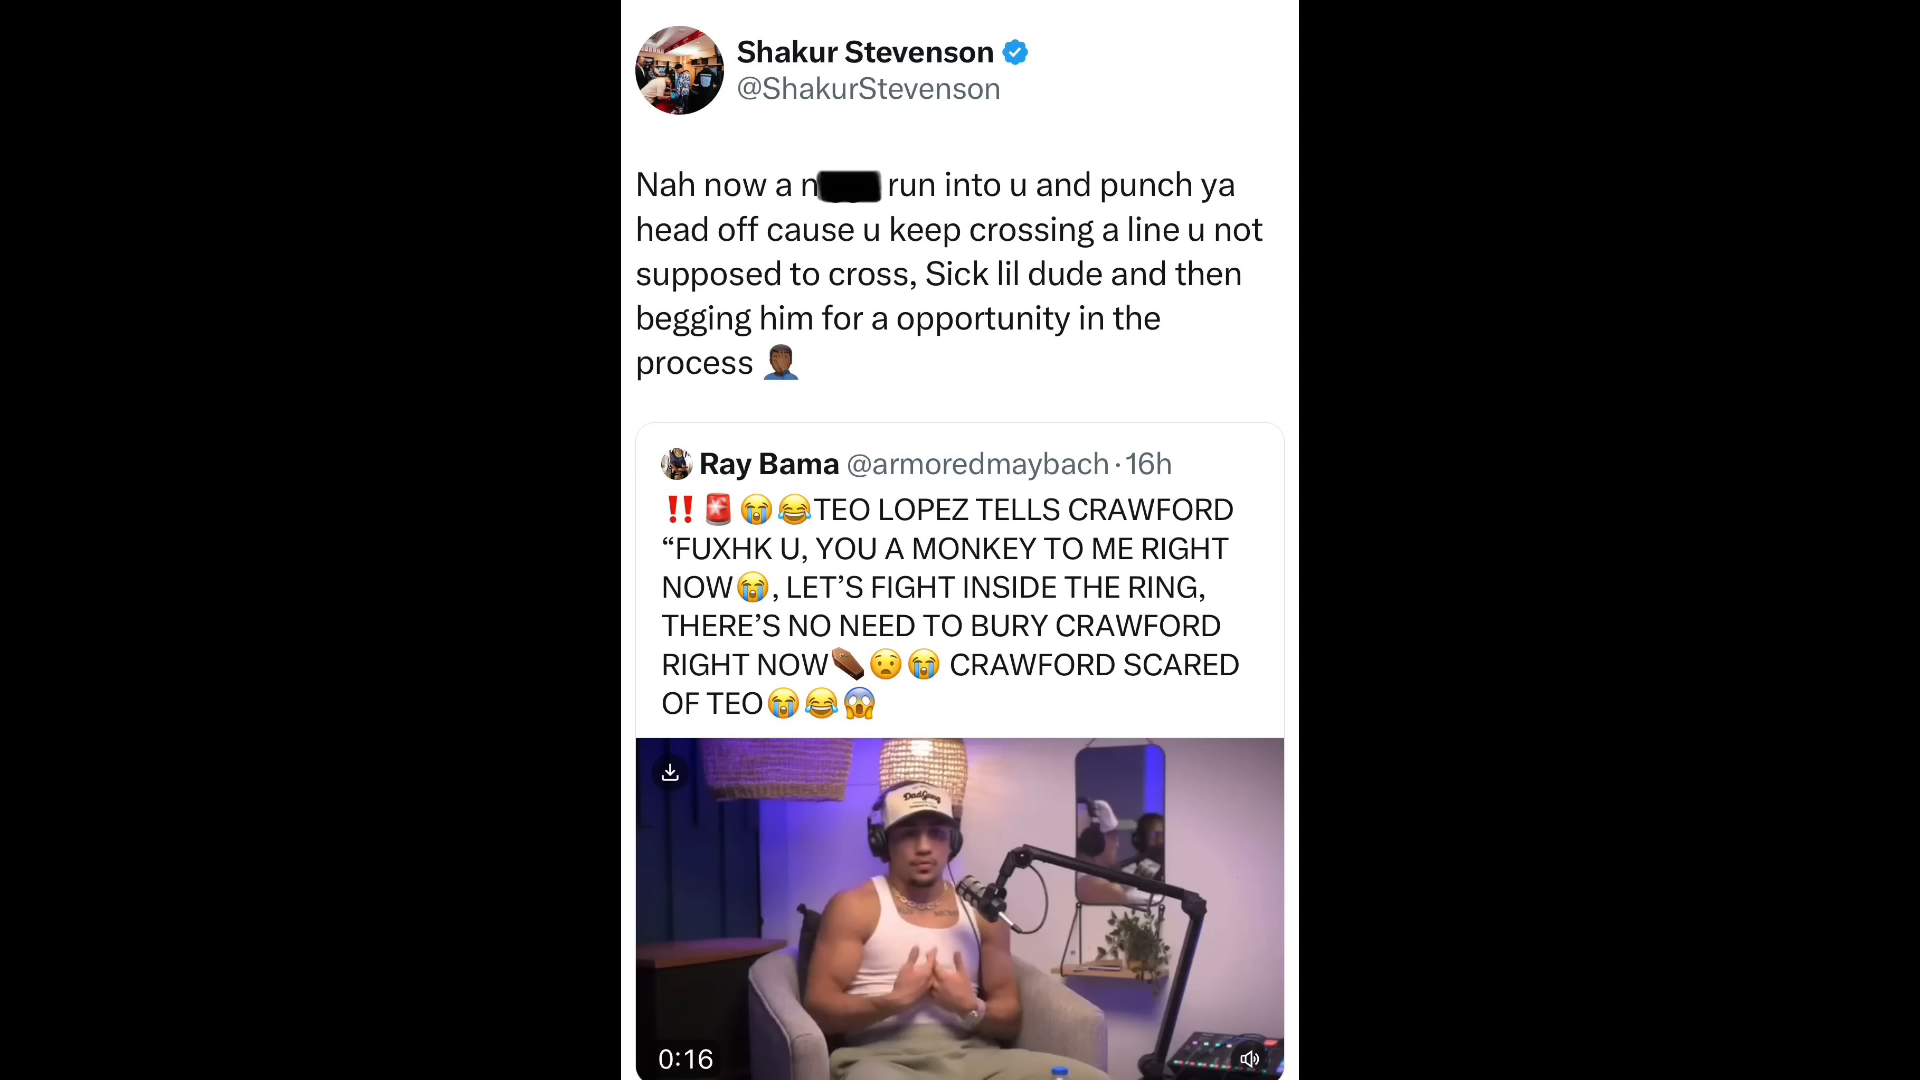 Shakur Stevenson
@ShakurStevenson
Nah now a n run into u and punch ya
head off cause u keep crossing a line u not
supposed to cross, Sick lil dude and then
begging him for a opportunity in the
process 🤦🏾‍♂️
Ray Bama @armoredmaybach · 16h
‼️🚨😭😂TEO LOPEZ TELLS CRAWFORD
“FUXHK U, YOU A MONKEY TO ME RIGHT
NOW😭, LET’S FIGHT INSIDE THE RING,
THERE’S NO NEED TO BURY CRAWFORD
RIGHT NOW⚰️😧😭 CRAWFORD SCARED
OF TEO😭😂😱
DadGang
0:16